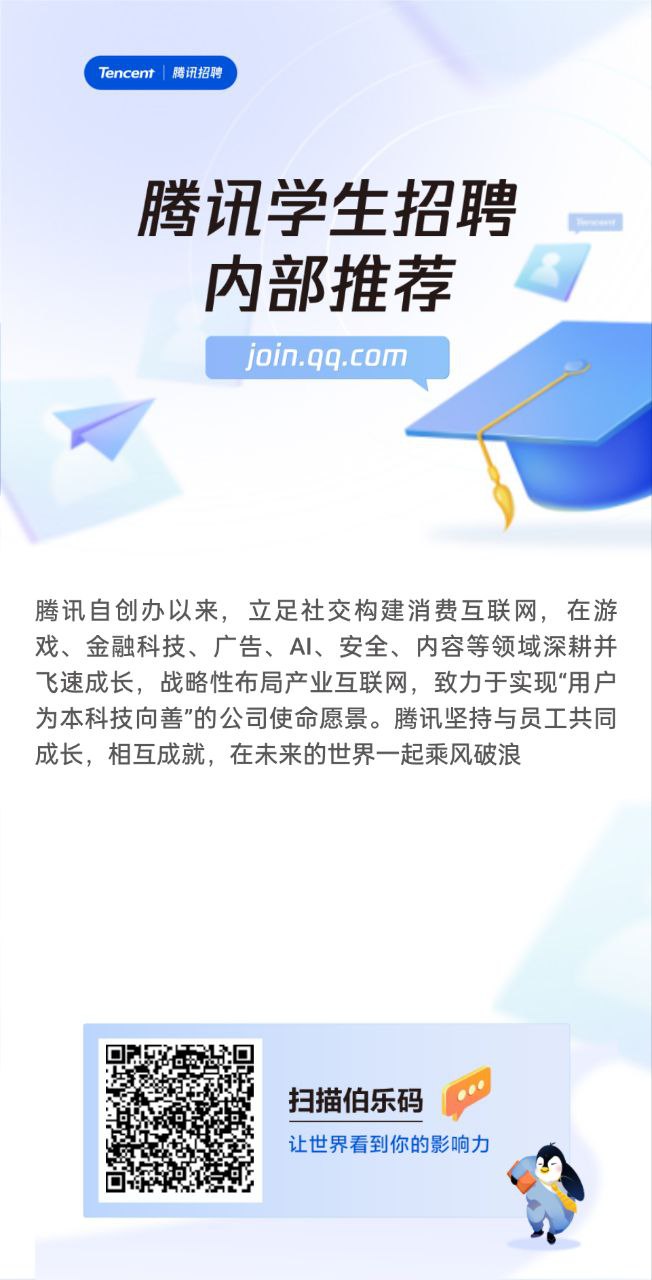 Tencent | 腾讯招聘
腾讯学生招聘
内部推荐
Tencent
join.qq.com
腾讯自创办以来，立足社交构建消费互联网，在游
戏、金融科技、广告、AI、安全、内容等领域深耕并
飞速成长，战略性布局产业互联网，致力于实现“用户
为本科技向善”的公司使命愿景。腾讯坚持与员工共同
成长，相互成就，在未来的世界一起乘风破浪
扫描伯乐码
让世界看到你的影响力